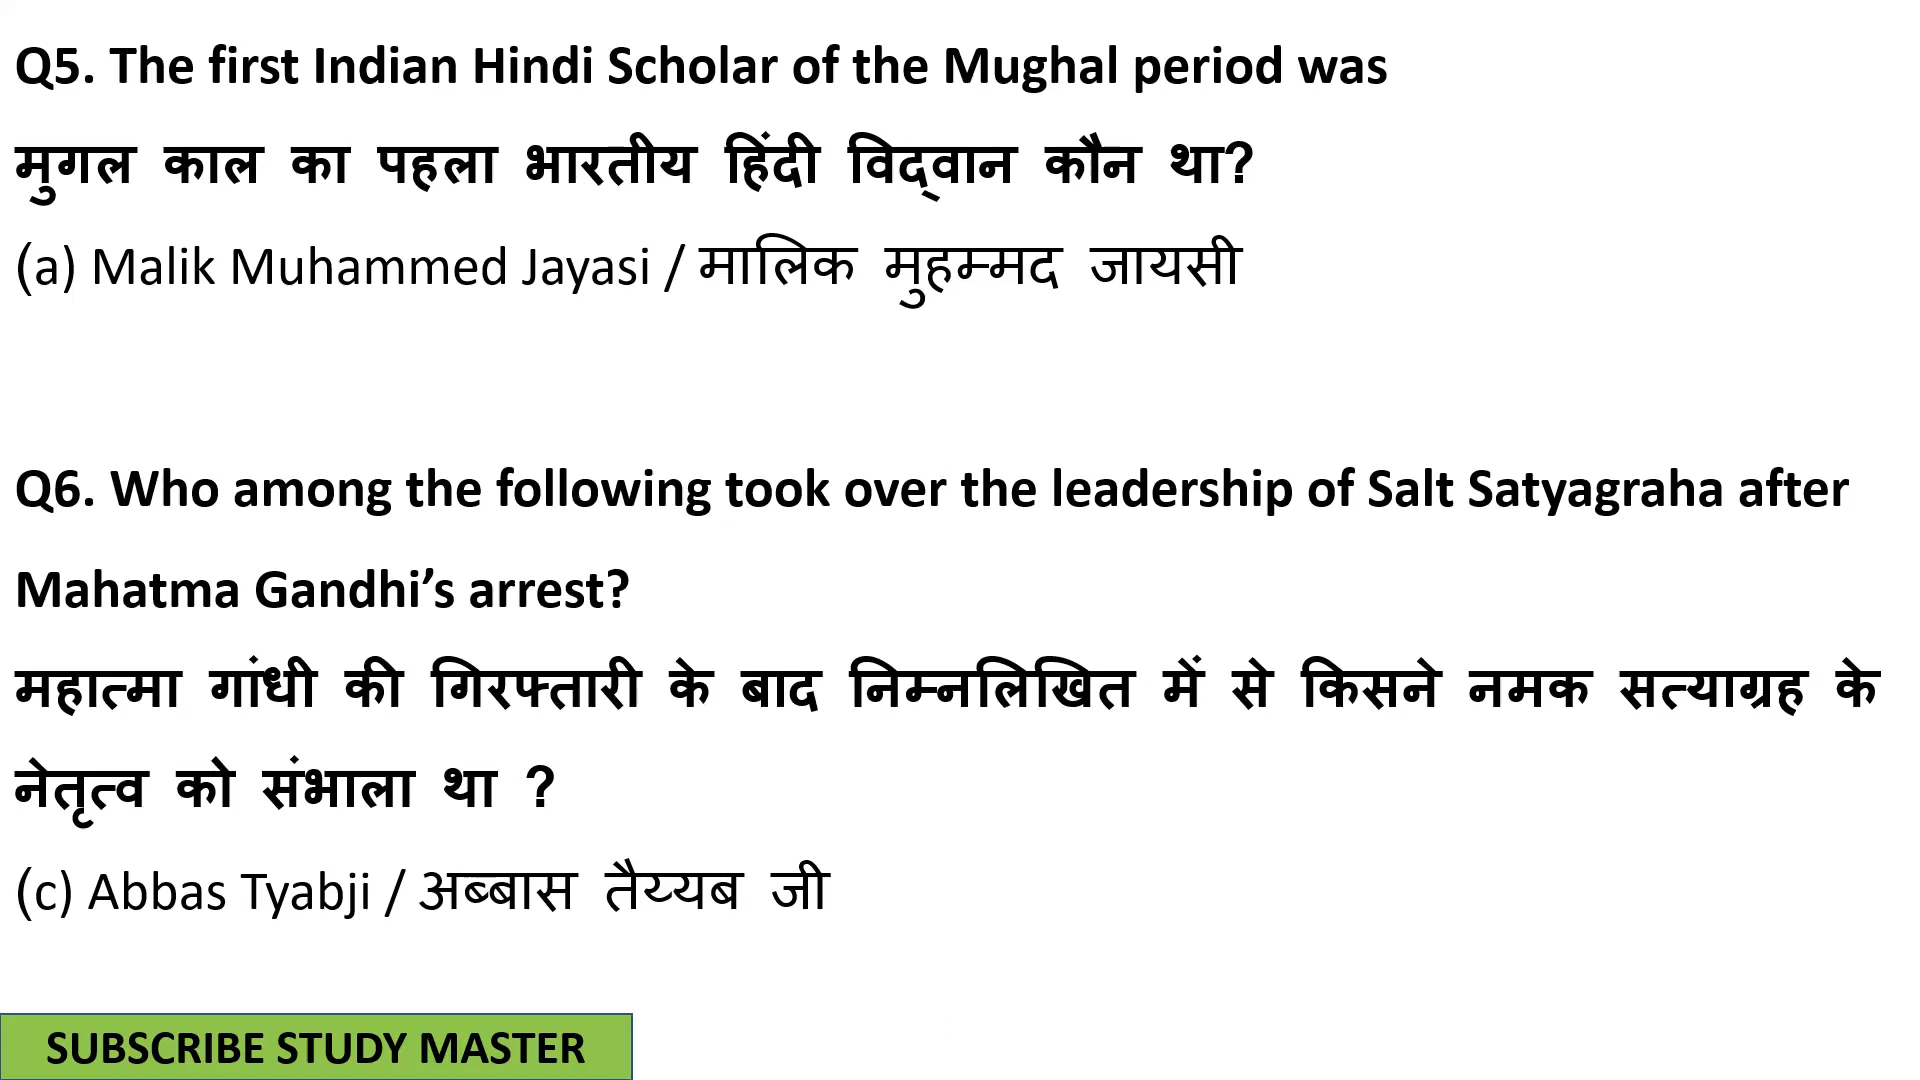 Q5. The first Indian Hindi Scholar of the Mughal period was
मुगल काल का पहला भारतीय हिंदी विद्वान कौन था?
(a) Malik Muhammed Jayasi / मालिक मुहम्मद जायसी
Q6. Who among the following took over the leadership of Salt Satyagraha after
Mahatma Gandhi’s arrest?
महात्मा गांधी की गिरफ्तारी के बाद निम्नलिखित में से किसने नमक सत्याग्रह के
नेतृत्व को संभाला था ?
(c) Abbas Tyabji / अब्बास तैय्यब जी
SUBSCRIBE STUDY MASTER